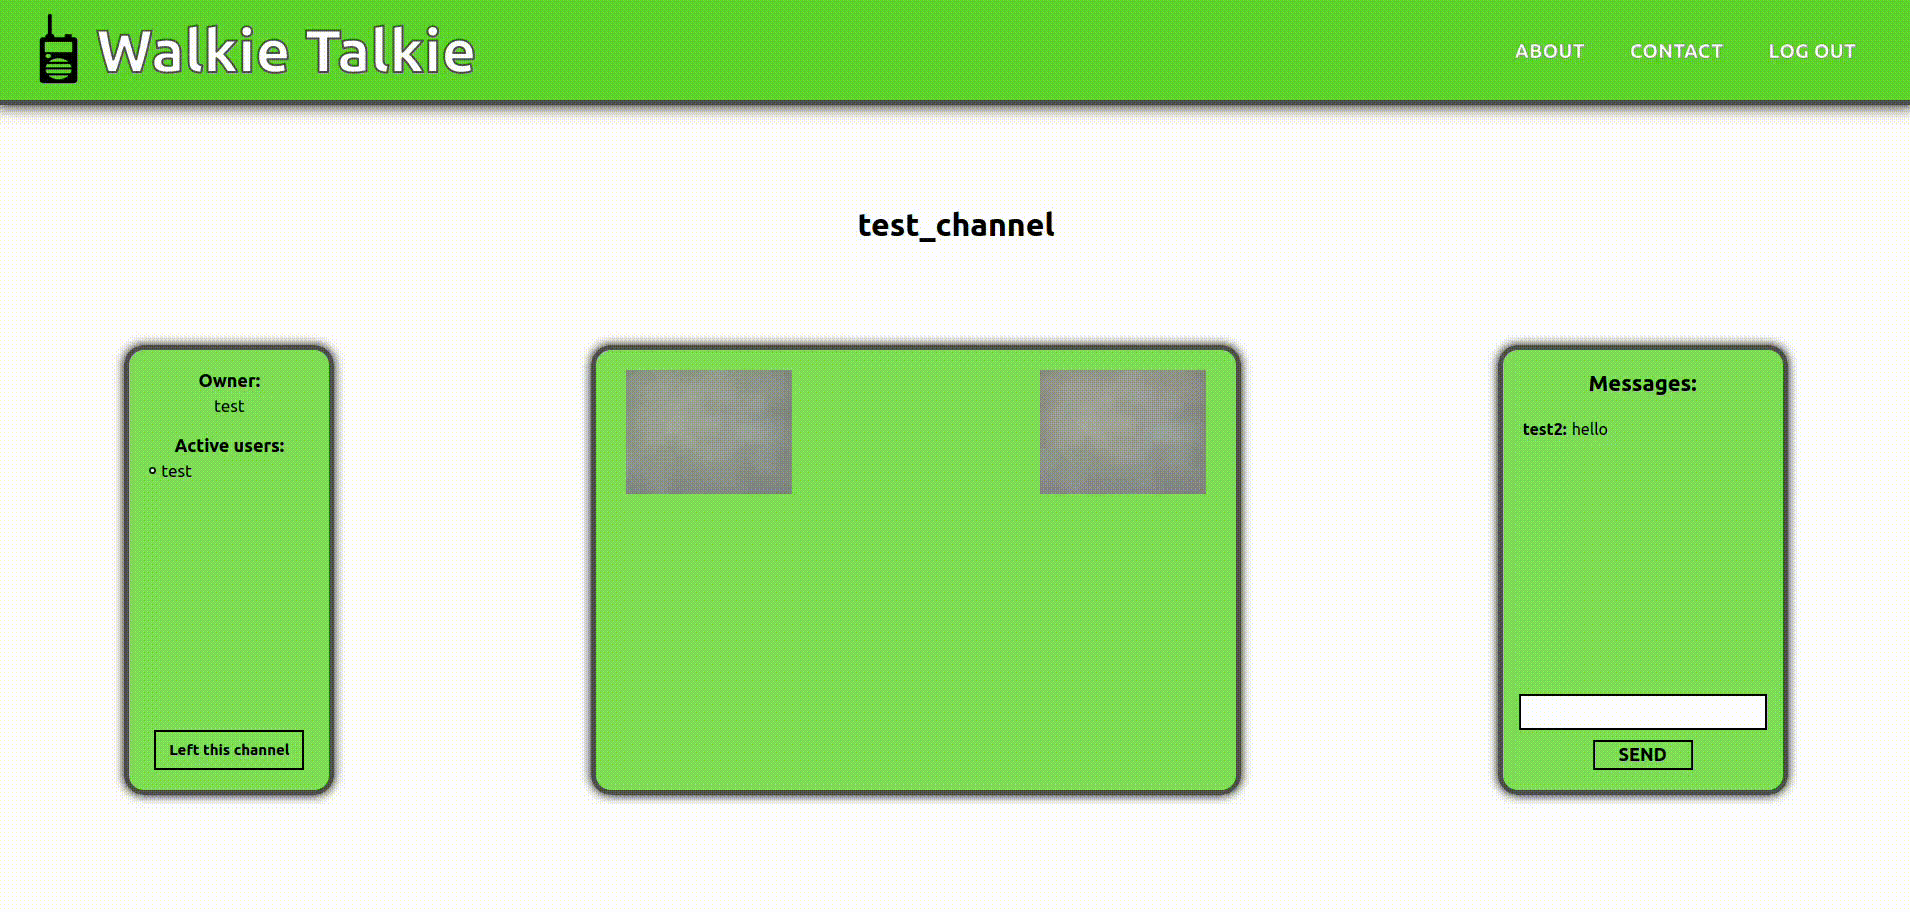 Walkie Talkie
ABOUT CONTACT LOG OUT
test_channel
Owner:
test
Active users:
test
Left this channel
Messages:
test2: hello
SEND